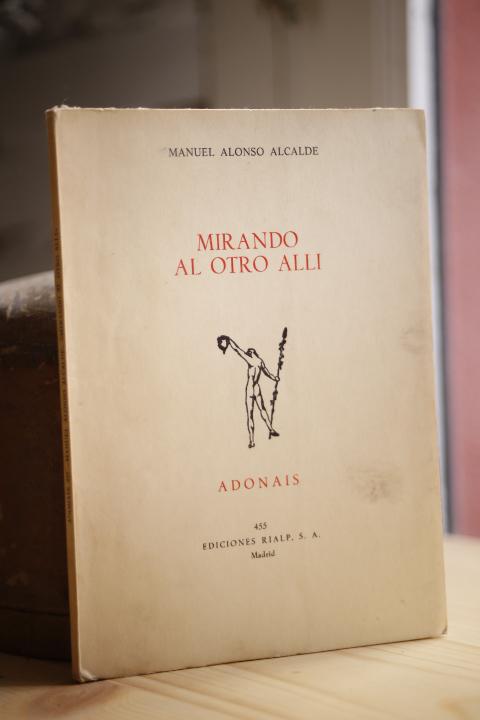 MANUEL ALONSO ALCALDE
MIRANDO
AL OTRO ALLI
ADONAIS
455
EDICIONES RIALP, S. A.
Madrid